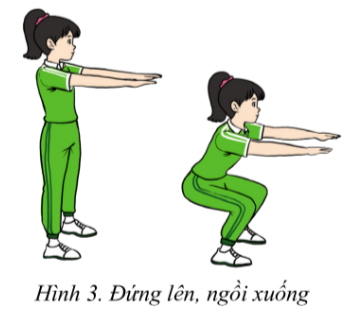 Hình 3. Đứng lên, ngồi xuống